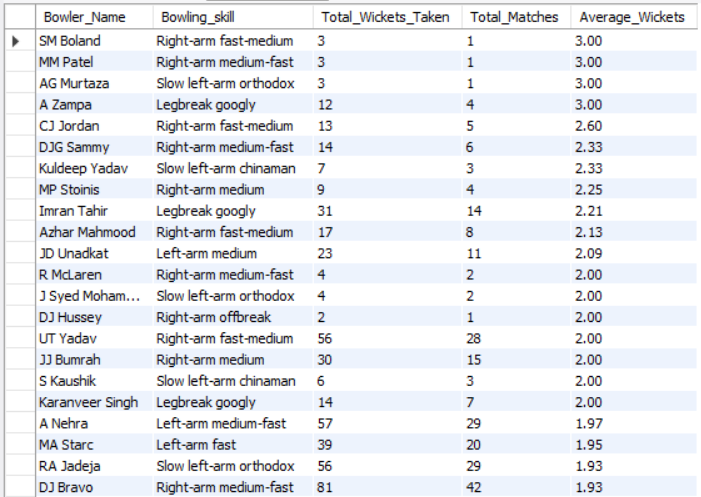 Bowler_Name Bowling_skill Total_Wickets_Taken Total_Matches Average_Wickets
SM Boland Right-arm fast-medium 3 1 3.00
MM Patel Right-arm medium-fast 3 1 3.00
AG Murtaza Slow left-arm orthodox 3 1 3.00
A Zampa Legbreak googly 12 4 3.00
CJ Jordan Right-arm fast-medium 13 5 2.60
DJG Sammy Right-arm medium-fast 14 6 2.33
Kuldeep Yadav Slow left-arm chinaman 7 3 2.33
MP Stoinis Right-arm medium 9 4 2.25
Imran Tahir Legbreak googly 31 14 2.21
Azhar Mahmood Right-arm fast-medium 17 8 2.13
JD Unadkat Left-arm medium 23 11 2.09
R McLaren Right-arm medium-fast 4 2 2.00
J Syed Moham... Slow left-arm orthodox 4 2 2.00
DJ Hussey Right-arm offbreak 2 1 2.00
UT Yadav Right-arm fast-medium 56 28 2.00
JJ Bumrah Right-arm medium 30 15 2.00
S Kaushik Slow left-arm chinaman 6 3 2.00
Karanveer Singh Legbreak googly 14 7 2.00
A Nehra Left-arm medium-fast 57 29 1.97
MA Starc Left-arm fast 39 20 1.95
RA Jadeja Slow left-arm orthodox 56 29 1.93
DJ Bravo Right-arm medium-fast 81 42 1.93